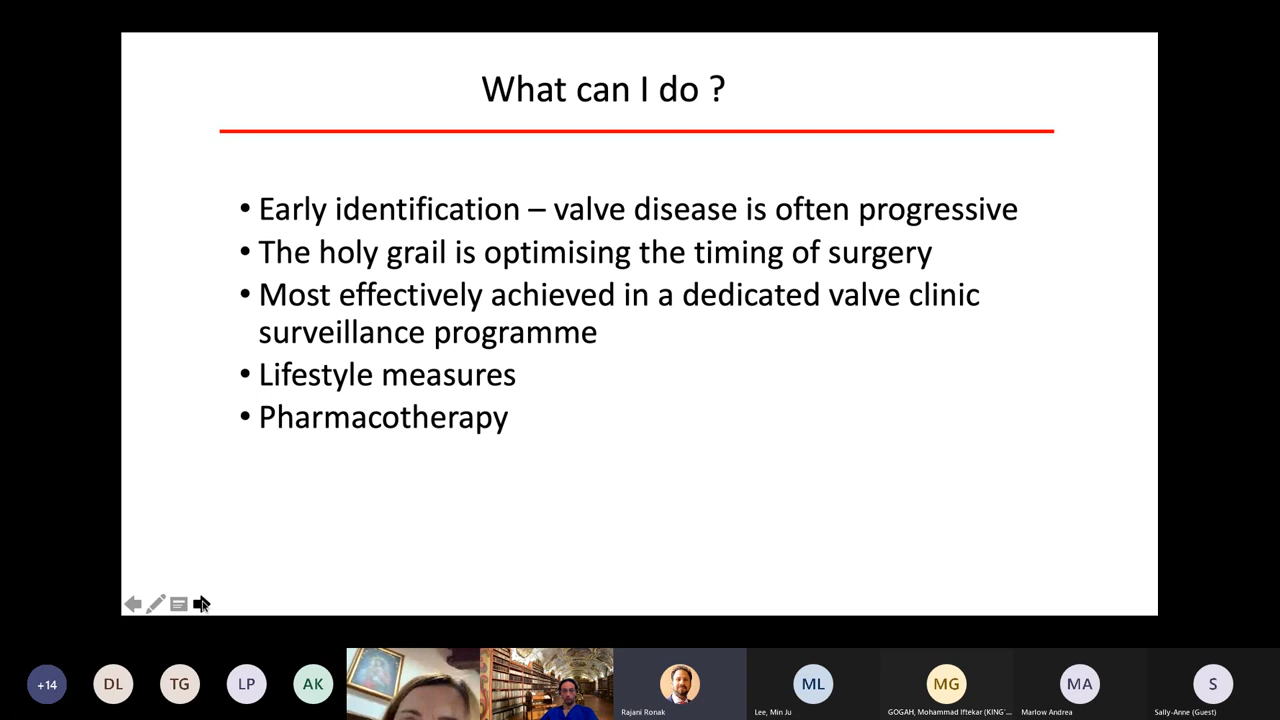 What can I do ?
• Early identification – valve disease is often progressive
• The holy grail is optimising the timing of surgery
• Most effectively achieved in a dedicated valve clinic
surveillance programme
• Lifestyle measures
• Pharmacotherapy
+14
DL
TG
LP
AK
Rajani Ronak
ML
Lee, Min Ju
MG
GOGAH, Mohammad Iftekar (KING'...
MA
Marlow Andrea
S
Sally-Anne (Guest)